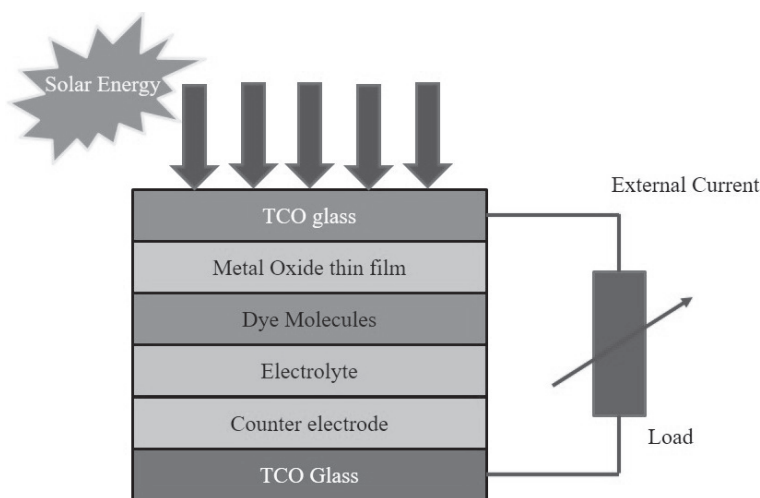 Solar Energy
External Current
TCO glass
Metal Oxide thin film
Dye Molecules
Electrolyte
Counter electrode
Load
TCO Glass